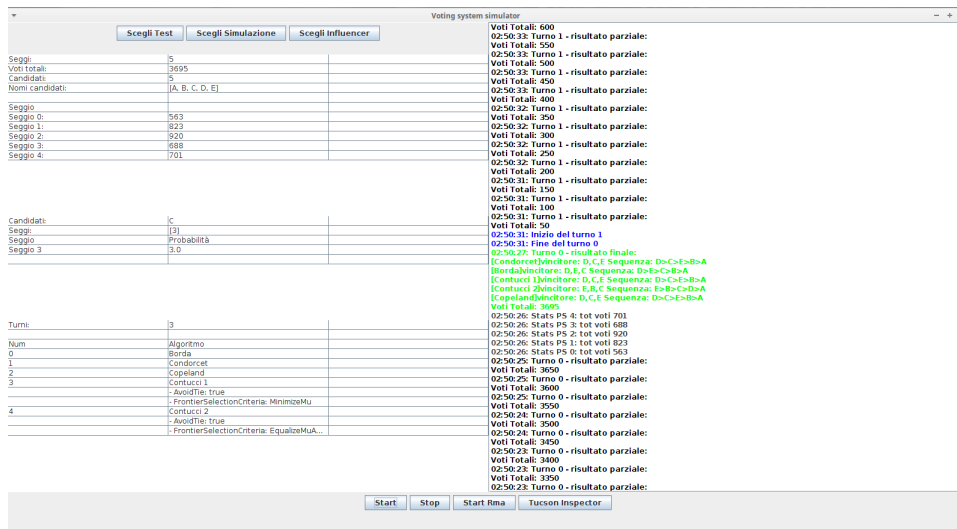 Voting system simulator
Scegli Test Scegli Simulazione Scegli Influencer
Seggi: 5
Voti totali: 3695
Candidati: 5
Nomi candidati: [A, B, C, D, E]
Seggio
Seggio 0: 563
Seggio 1: 823
Seggio 2: 920
Seggio 3: 688
Seggio 4: 701
Candidati: C
Seggi: [3]
Seggio Probabilità
Seggio 3 3.0
Turni: 3
Num Algoritmo
0 Borda
1 Condorcet
2 Copeland
3 Contucci 1
- AvoidTie: true
- FrontierSelectionCriteria: MinimizeMu
4 Contucci 2
- AvoidTie: true
- FrontierSelectionCriteria: EqualizeMuA...
Voti Totali: 600
02:50:33: Turno 1 - risultato parziale:
Voti Totali: 550
02:50:33: Turno 1 - risultato parziale:
Voti Totali: 500
02:50:33: Turno 1 - risultato parziale:
Voti Totali: 450
02:50:33: Turno 1 - risultato parziale:
Voti Totali: 400
02:50:32: Turno 1 - risultato parziale:
Voti Totali: 350
02:50:32: Turno 1 - risultato parziale:
Voti Totali: 300
02:50:32: Turno 1 - risultato parziale:
Voti Totali: 250
02:50:32: Turno 1 - risultato parziale:
Voti Totali: 200
02:50:31: Turno 1 - risultato parziale:
Voti Totali: 150
02:50:31: Turno 1 - risultato parziale:
Voti Totali: 100
02:50:31: Turno 1 - risultato parziale:
Voti Totali: 50
02:50:31: Inizio del turno 1
02:50:31: Fine del turno 0
02:50:27: Turno 0 - risultato finale:
[Condorcet]vincitore: D,C,E Sequenza: D>C>E>B>A
[Borda]vincitore: D,E,C Sequenza: D>E>C>B>A
[Contucci 1]vincitore: D,C,E Sequenza: D>C>E>B>A
[Contucci 2]vincitore: E,B,C Sequenza: E>B>C>D>A
[Copeland]vincitore: D,C,E Sequenza: D>C>E>B>A
Voti Totali: 3695
02:50:26: Stats PS 4: tot voti 701
02:50:26: Stats PS 3: tot voti 688
02:50:26: Stats PS 2: tot voti 920
02:50:26: Stats PS 1: tot voti 823
02:50:26: Stats PS 0: tot voti 563
02:50:25: Turno 0 - risultato parziale:
Voti Totali: 3650
02:50:25: Turno 0 - risultato parziale:
Voti Totali: 3600
02:50:25: Turno 0 - risultato parziale:
Voti Totali: 3550
02:50:24: Turno 0 - risultato parziale:
Voti Totali: 3500
02:50:24: Turno 0 - risultato parziale:
Voti Totali: 3450
02:50:23: Turno 0 - risultato parziale:
Voti Totali: 3400
02:50:23: Turno 0 - risultato parziale:
Voti Totali: 3350
02:50:23: Turno 0 - risultato parziale:
Start Stop Start Rma Tucson Inspector